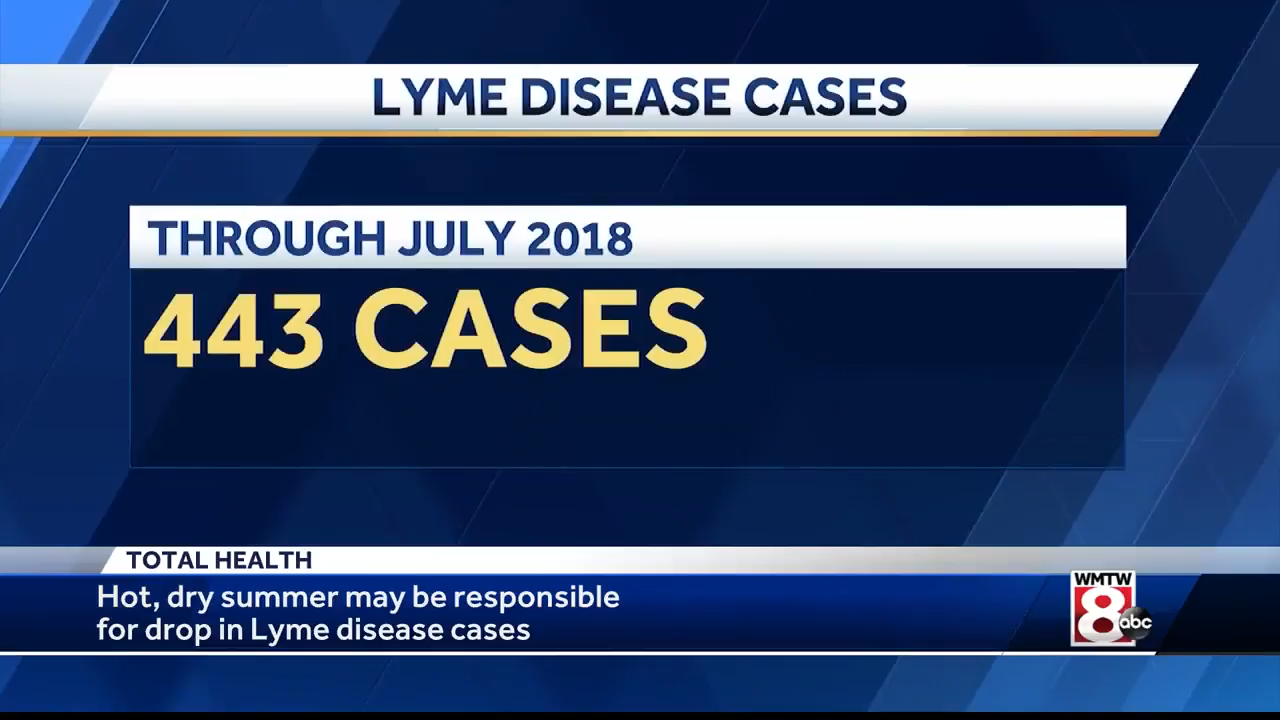 LYME DISEASE CASES
THROUGH JULY 2018
443 CASES
TOTAL HEALTH
Hot, dry summer may be responsible
for drop in Lyme disease cases
WMTW
8
abc